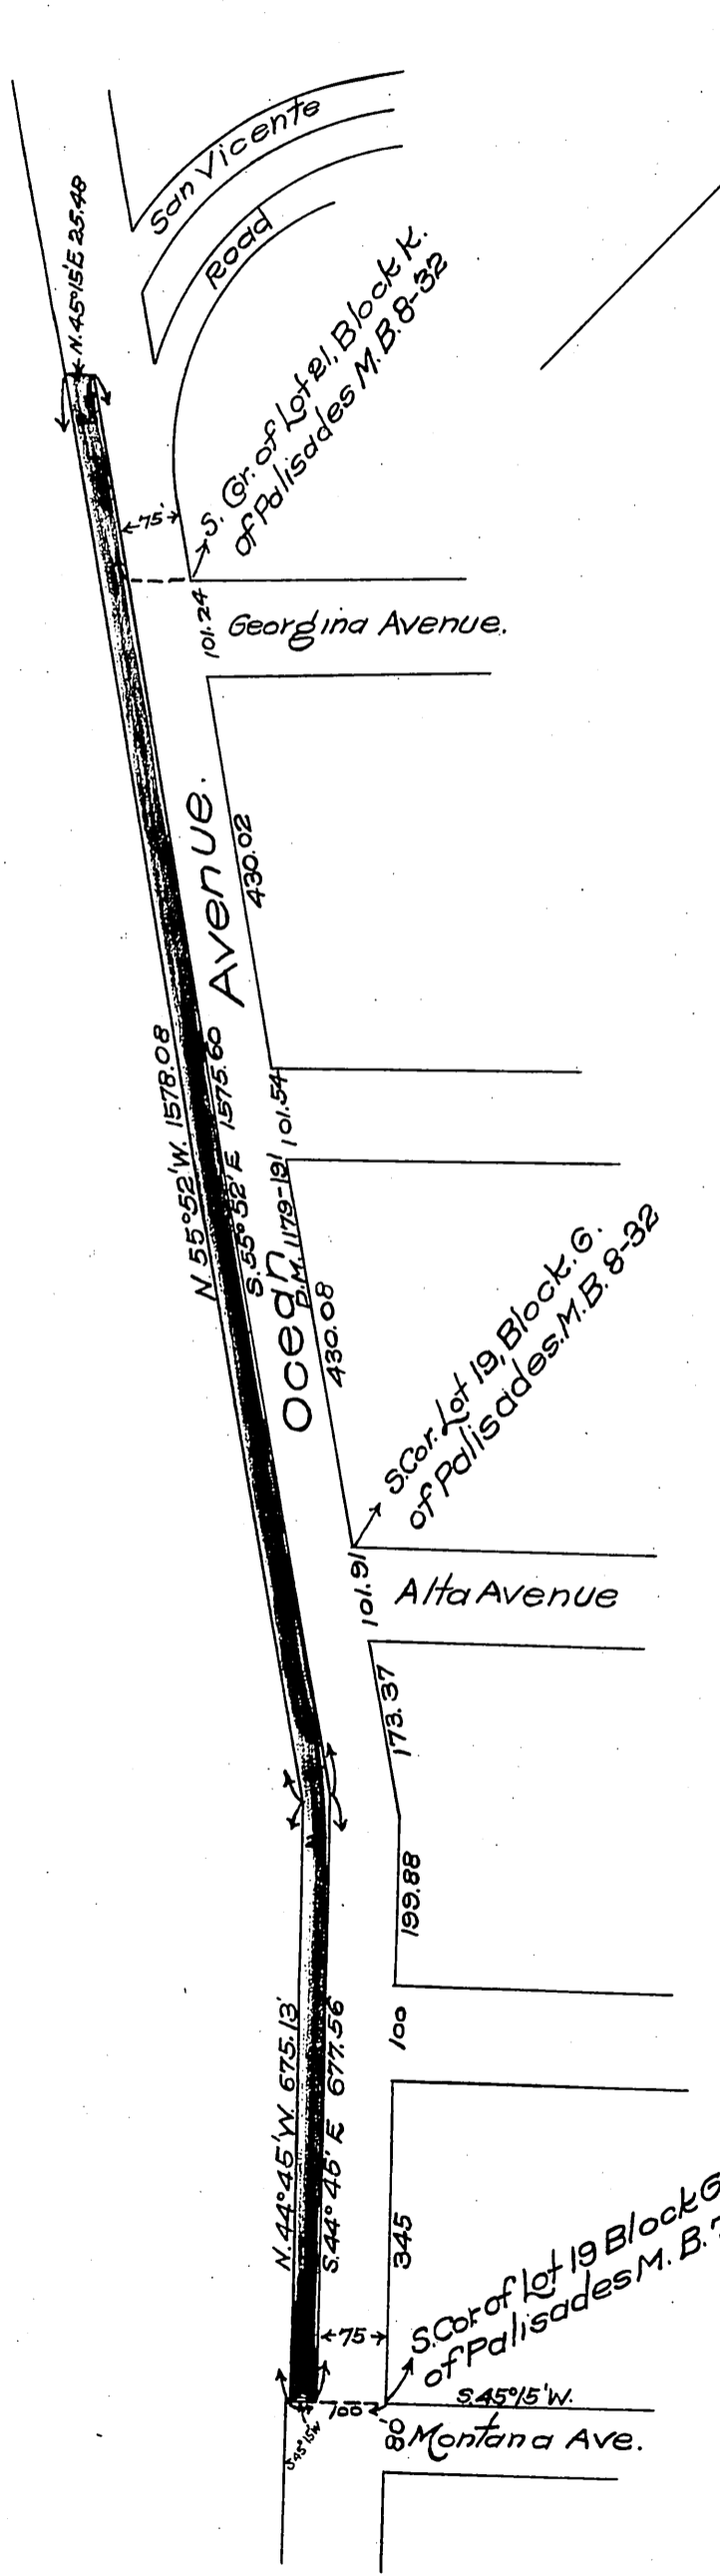 San Vicente
Road
N.45°15'E 25.48
S. Cor. of Lot 21, Block K.
of Palisades M.B. 8-32
75'
101.24
Georgina Avenue.
430.02
Ocean Avenue.
N 55°52'W. 1578.08
S. 55°52'E 1575.60
101.54
D.M. 1179-191
430.08
S.Cor. Lot 19, Block. G.
of Palisades. M.B. 8-32
101.91
Alta Avenue
173.37
199.88
N. 44°45'W. 675.13'
S. 44°45' E 677.56
100
345
S.Cor. of Lot 19 Block G
of Palisades M. B.
75
S.45°15'W.
100
S 45°15'W
80
Montana Ave.